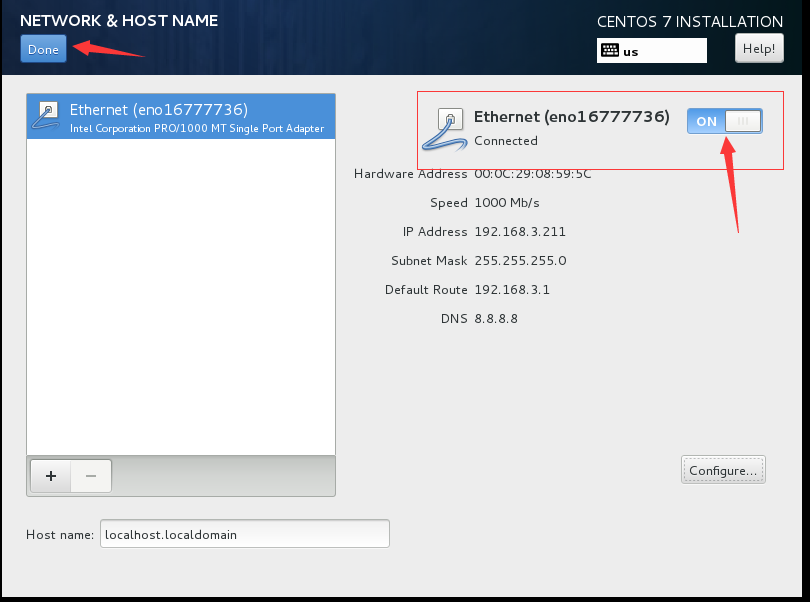 NETWORK & HOST NAME
CENTOS 7 INSTALLATION
Done
us
Help!
Ethernet (eno16777736)
Intel Corporation PRO/1000 MT Single Port Adapter
Ethernet (eno16777736)
ON
Connected
Hardware Address 00:0C:29:08:59:5C
Speed 1000 Mb/s
IP Address 192.168.3.211
Subnet Mask 255.255.255.0
Default Route 192.168.3.1
DNS 8.8.8.8
+ −
Configure...
Host name: localhost.localdomain